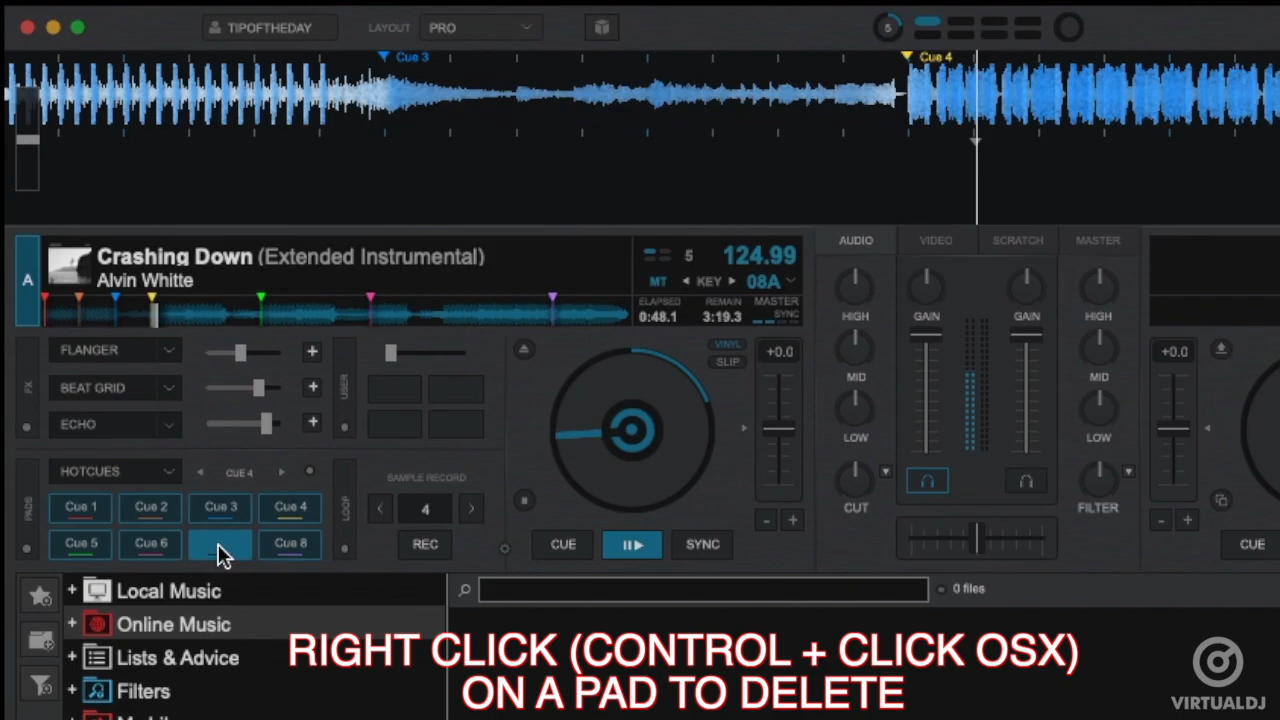 TIPOFTHEDAY
LAYOUT
PRO
5
Cue 3
Cue 4
A
Crashing Down (Extended Instrumental)
Alvin Whitte
5
124.99
MT
KEY
08A
ELAPSED
REMAIN
MASTER
0:48.1
3:19.3
SYNC
AUDIO
VIDEO
SCRATCH
MASTER
HIGH
GAIN
GAIN
HIGH
MID
MID
LOW
LOW
CUT
FILTER
FX
FLANGER
BEAT GRID
ECHO
USER
VINYL
SLIP
+0.0
+0.0
PADS
HOTCUES
CUE 4
Cue 1
Cue 2
Cue 3
Cue 4
Cue 5
Cue 6
Cue 8
LOOP
SAMPLE RECORD
4
REC
CUE
SYNC
CUE
Local Music
Online Music
Lists & Advice
Filters
0 files
RIGHT CLICK (CONTROL + CLICK OSX)
ON A PAD TO DELETE
VIRTUALDJ